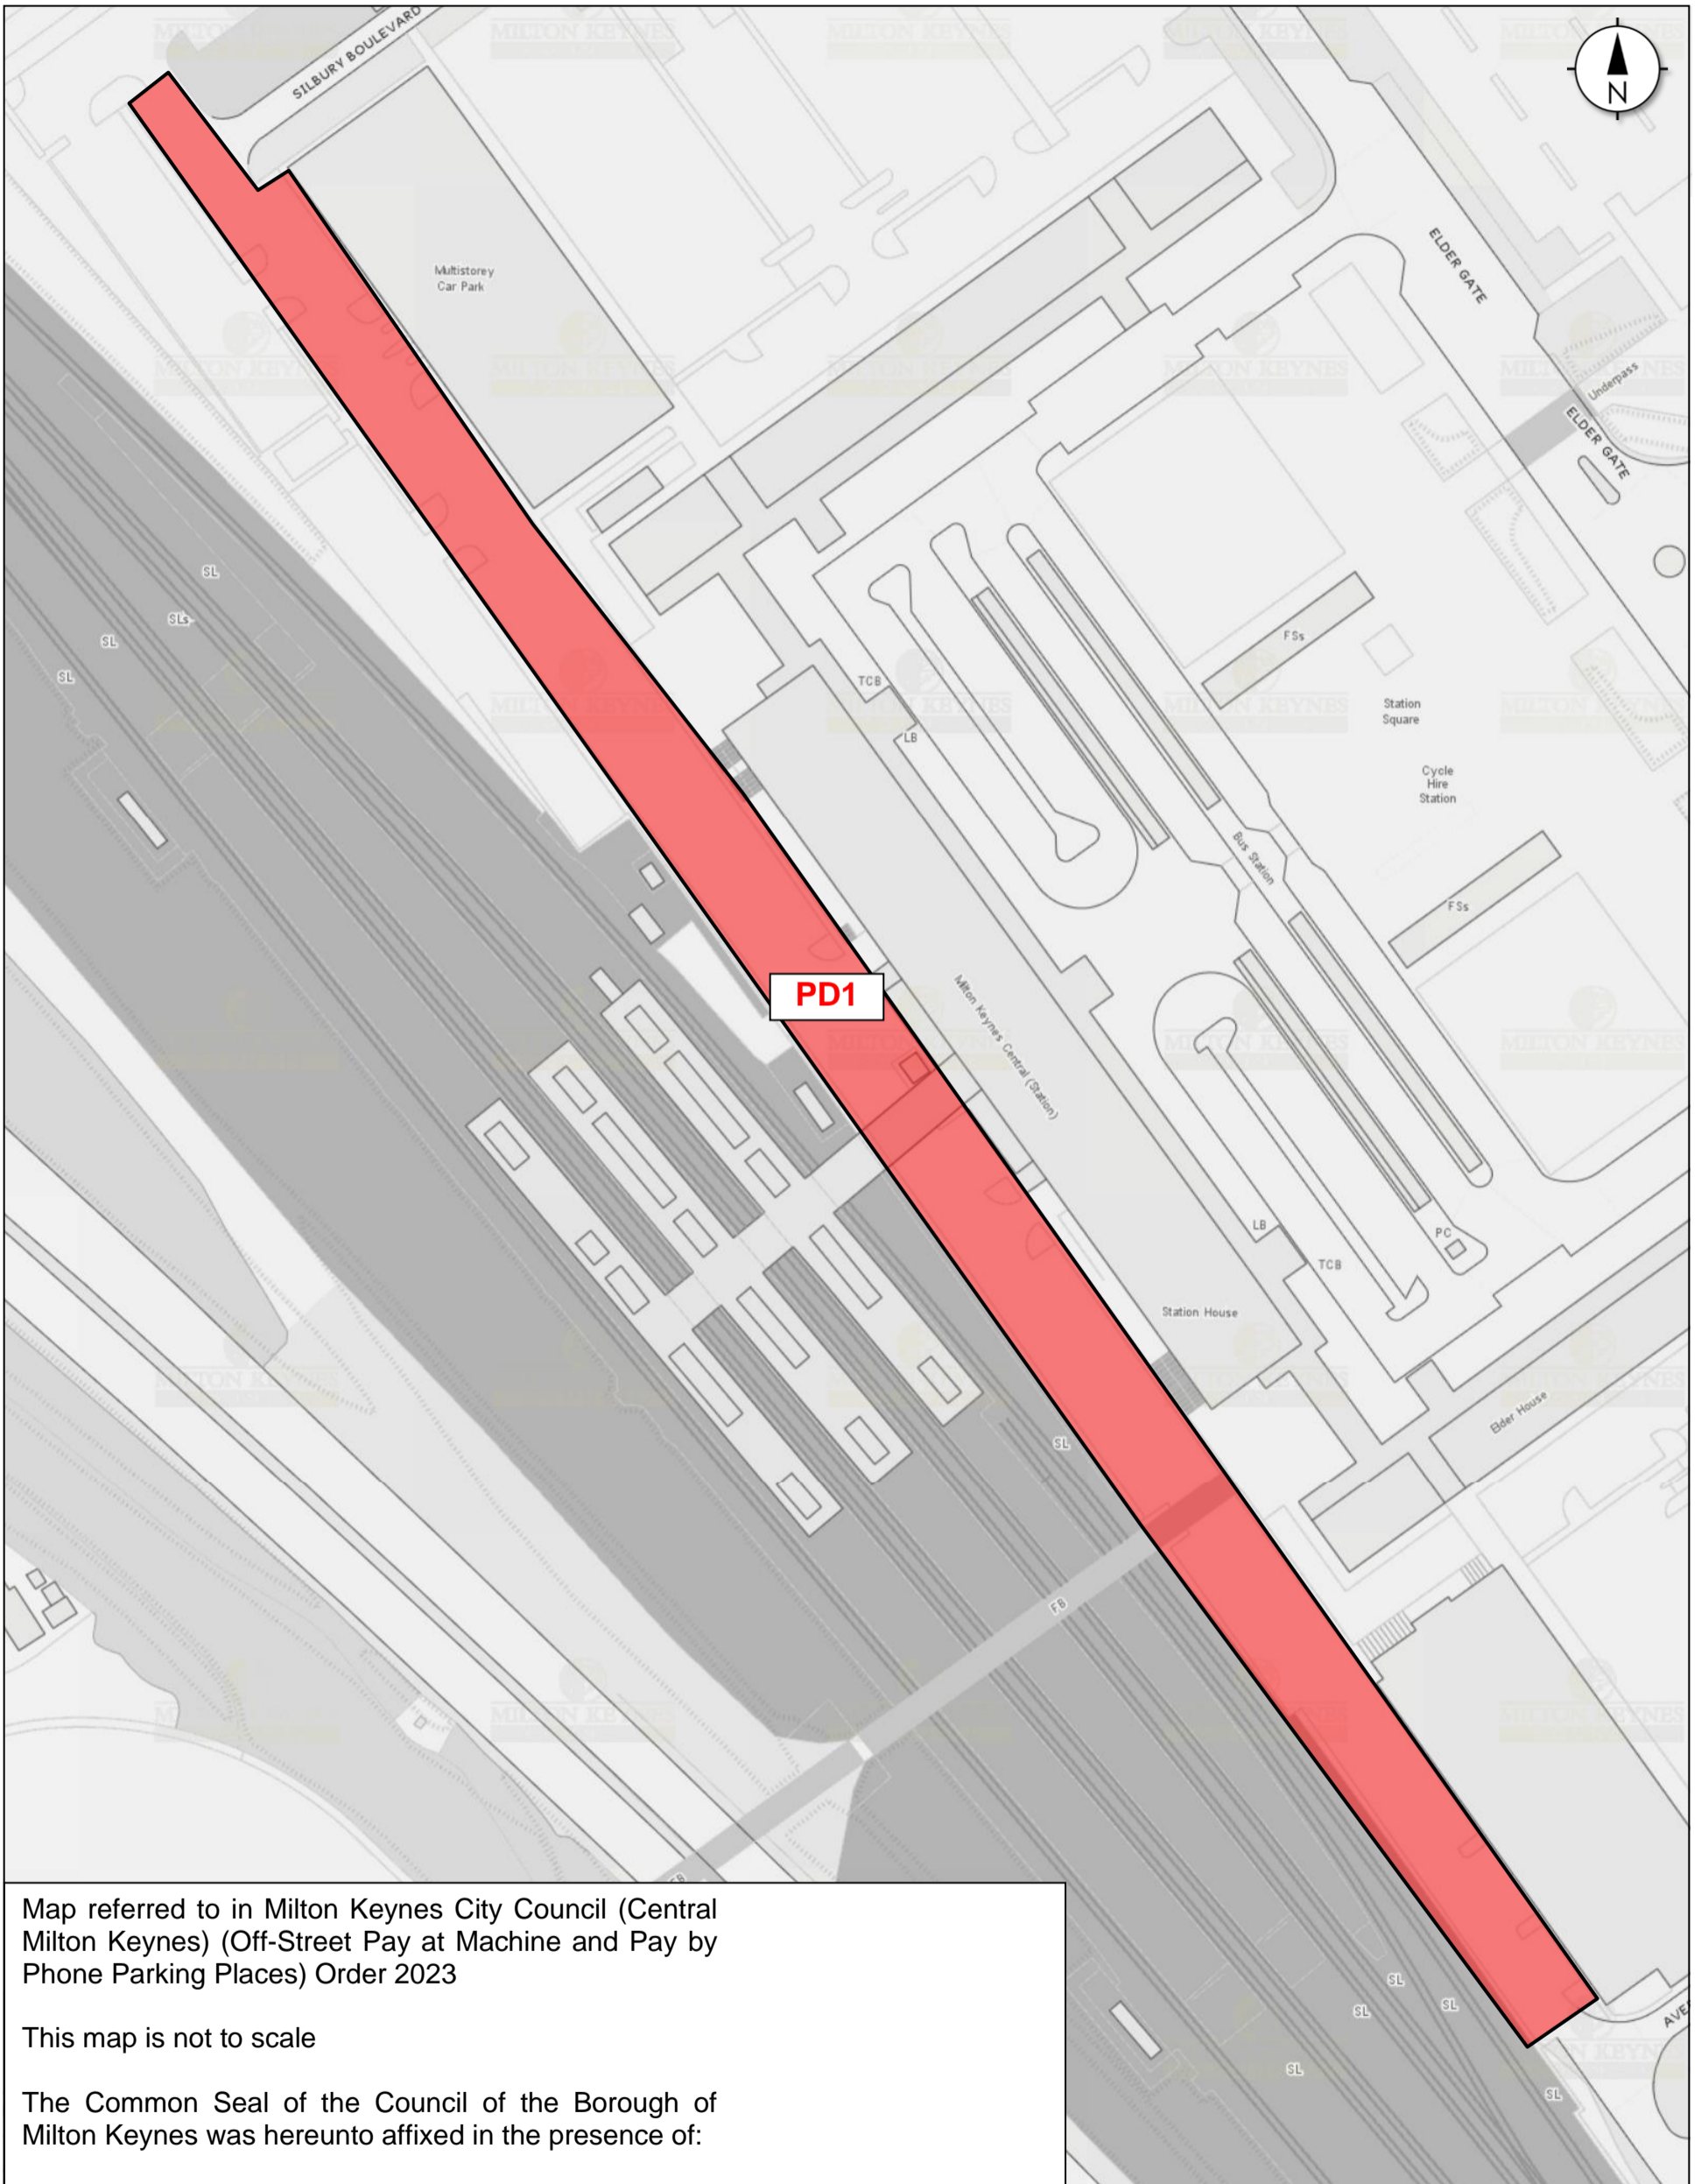 SILBURY BOULEVARD
N
Multistorey
Car Park
ELDER GATE
Underpass
ELDER GATE
SL
SLs
SL
SL
FSs
TCB
LB
Station
Square
Cycle
Hire
Station
Bus Station
FSs
PD1
Milton Keynes Central (Station)
LB
PC
TCB
Station House
Elder House
SL
FB
FB
SL
SL
SL
SL
SL
Map referred to in Milton Keynes City Council (Central
Milton Keynes) (Off-Street Pay at Machine and Pay by
Phone Parking Places) Order 2023
This map is not to scale
The Common Seal of the Council of the Borough of
Milton Keynes was hereunto affixed in the presence of:
MILTON KEYNES